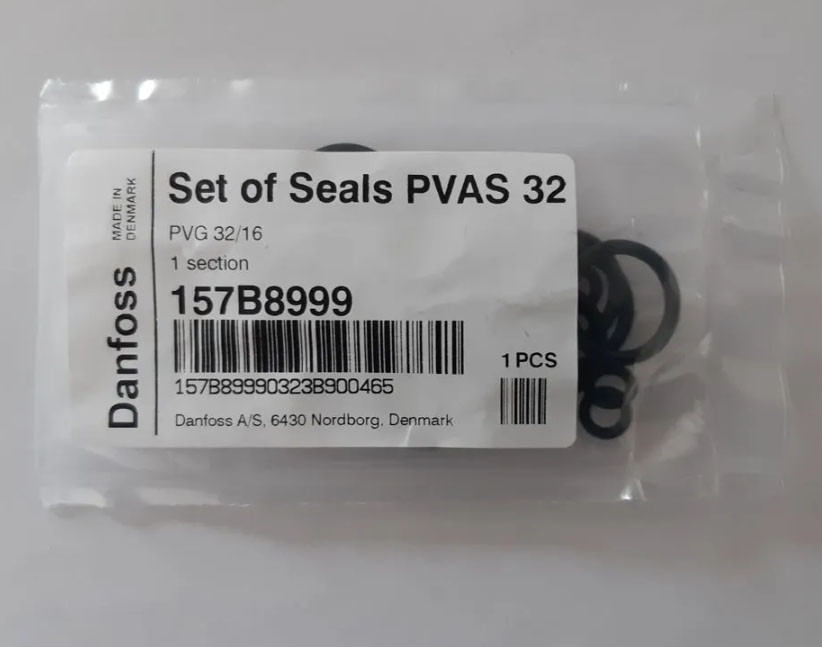 Set of Seals PVAS 32
PVG 32/16
1 section
157B8999
157B89990323B900465
1 PCS
Danfoss A/S, 6430 Nordborg, Denmark
Danfoss
MADE IN
DENMARK